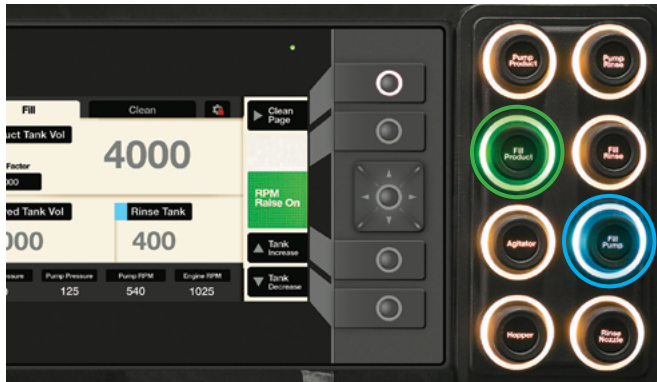 Fill
Clean
uct Tank Vol
4000
Factor
000
ed Tank Vol
000
Rinse Tank
400
Pump Pressure
125
Pump RPM
540
Engine RPM
1025
Clean
Page
RPM
Raise On
Tank
Increase
Tank
Decrease
Pump
Product
Pump
Rinse
Fill
Product
Fill
Rinse
Agitator
Fill
Pump
Hopper
Rinse
Nozzle